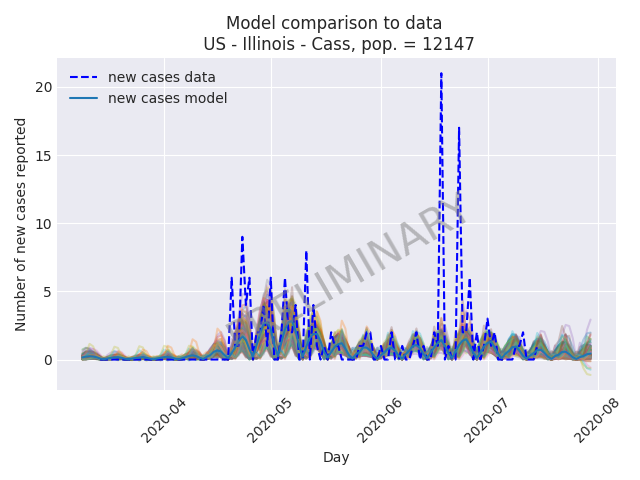 Model comparison to data
US - Illinois - Cass, pop. = 12147
new cases data
new cases model
PRELIMINARY
Number of new cases reported
20
15
10
5
0
2020-04
2020-05
2020-06
2020-07
2020-08
Day